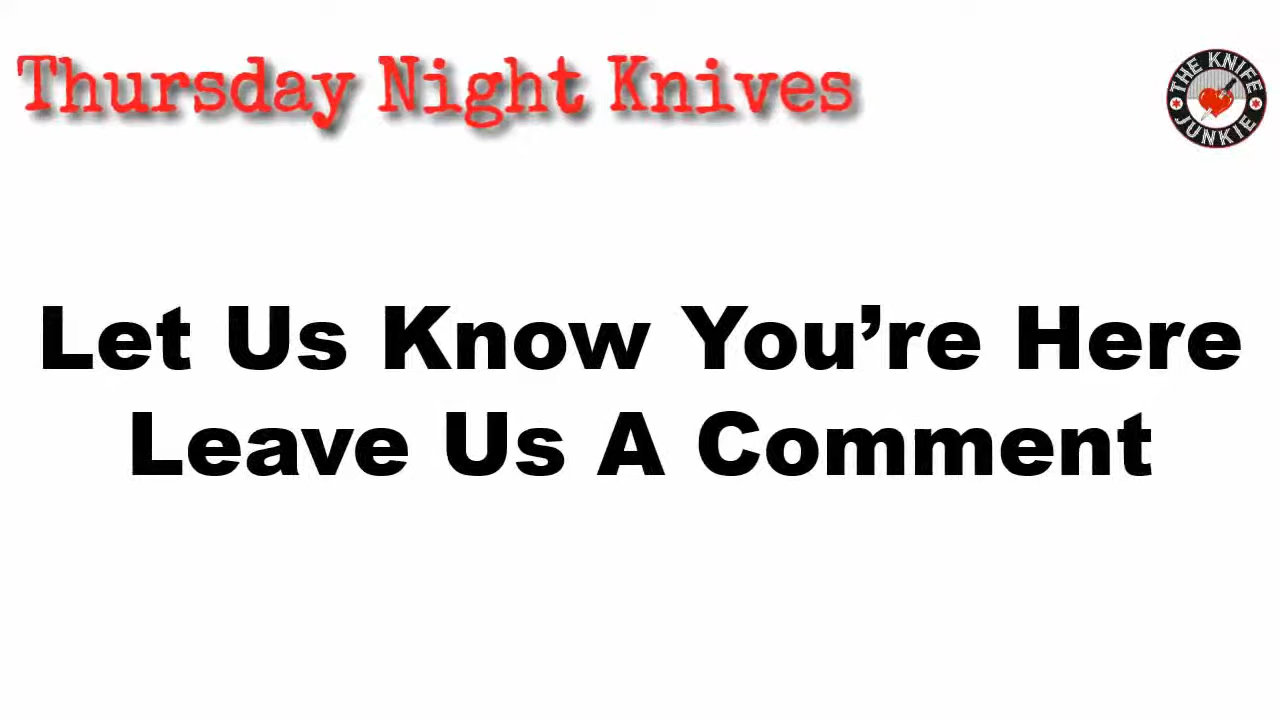 Thursday Night Knives
THE KNIFE
JUNKIE
Let Us Know You’re Here
Leave Us A Comment